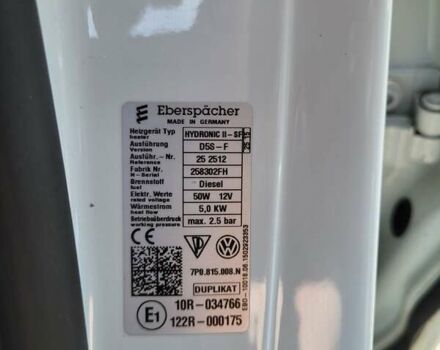 Eberspächer
MADE IN GERMANY
Heizgerät Typ HYDRONIC II-SF
heater
Ausführung D5S-F
Version
Ausführ.-Nr. 25 2512
Reference
Fabrik Nr 258302FH
N-Serial
Brennstoff Diesel
fuel
Elektr. Werte 50W 12V
rated voltage
Wärmestrom 5,0 KW
heat flow
Betriebsüberdruck max. 2.5 bar
working pressure
7P0.815.008.N
DUPLIKAT
E1
10R-034766
122R-000175